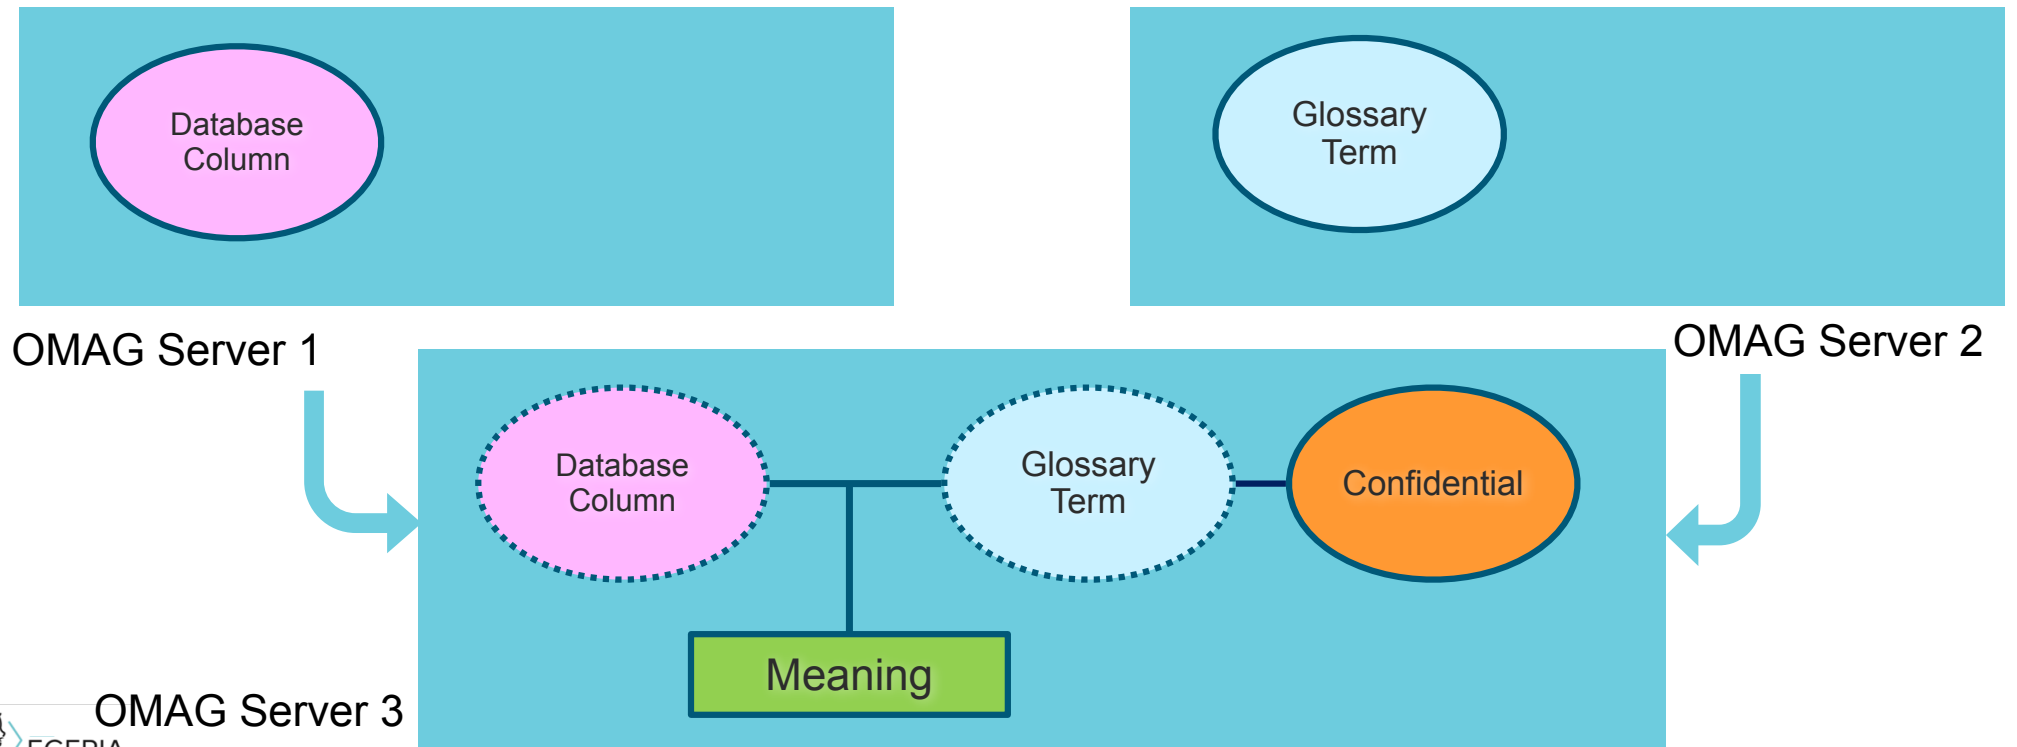 Database
Column
Glossary
Term
OMAG Server 1
OMAG Server 2
Database
Column
Glossary
Term
Confidential
Meaning
OMAG Server 3